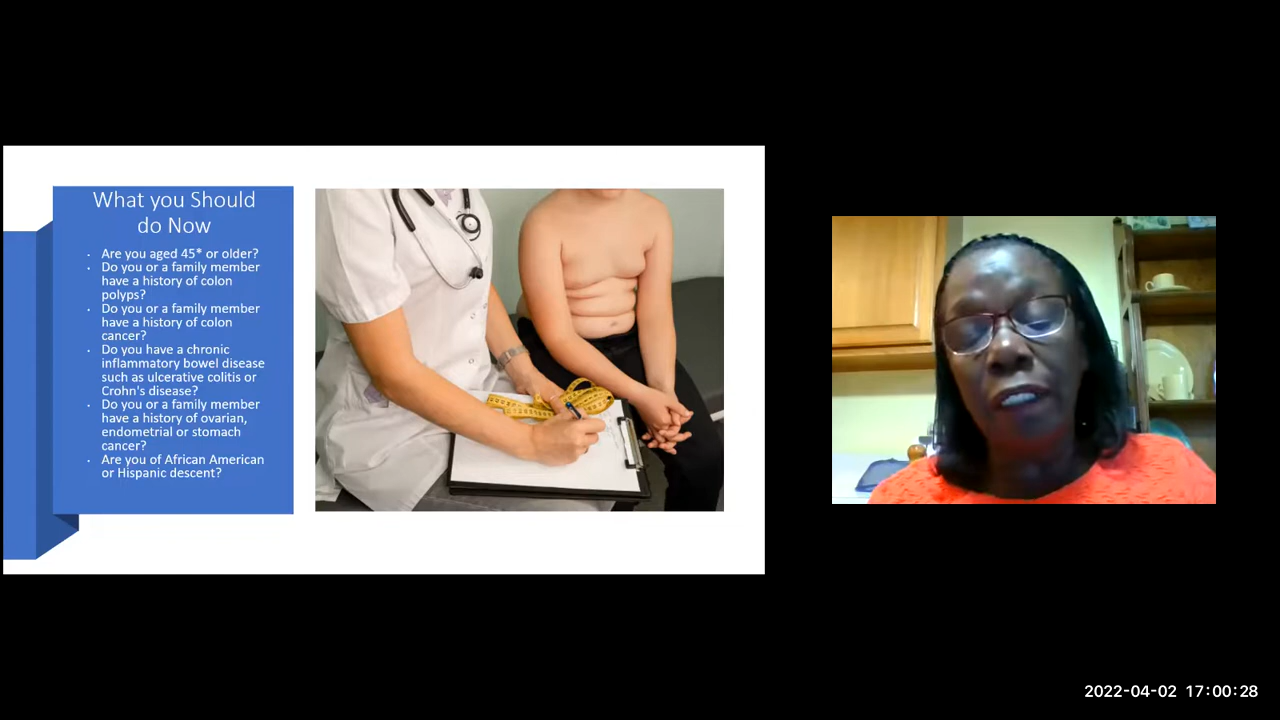 What you Should
do Now
· Are you aged 45* or older?
· Do you or a family member
have a history of colon
polyps?
· Do you or a family member
have a history of colon
cancer?
· Do you have a chronic
inflammatory bowel disease
such as ulcerative colitis or
Crohn's disease?
· Do you or a family member
have a history of ovarian,
endometrial or stomach
cancer?
· Are you of African American
or Hispanic descent?
2022-04-02 17:00:28